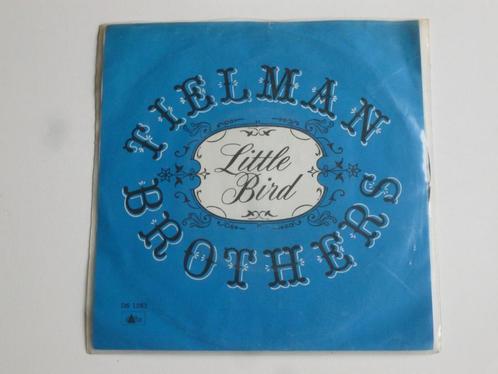 TIELMAN
Little
Bird
BROTHERS
DS 1283